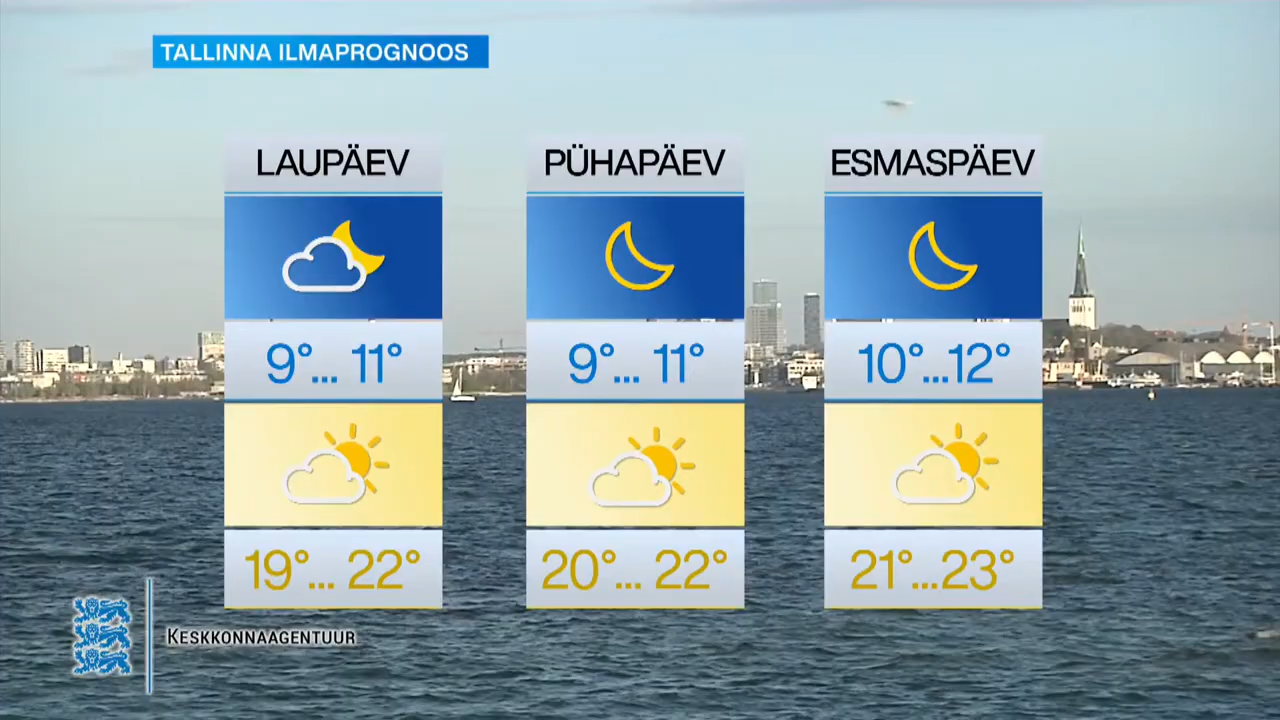 TALLINNA ILMAPROGNOOS
LAUPÄEV
9°... 11°
19°... 22°
PÜHAPÄEV
9°... 11°
20°... 22°
ESMASPÄEV
10°...12°
21°...23°
KESKKONNAAGENTUUR